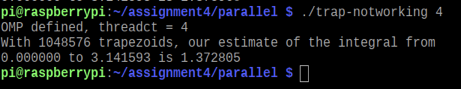 pi@raspberrypi:~/assignment4/parallel $ ./trap-notworking 4
OMP defined, threadct = 4
With 1048576 trapezoids, our estimate of the integral from
0.000000 to 3.141593 is 1.372805
pi@raspberrypi:~/assignment4/parallel $